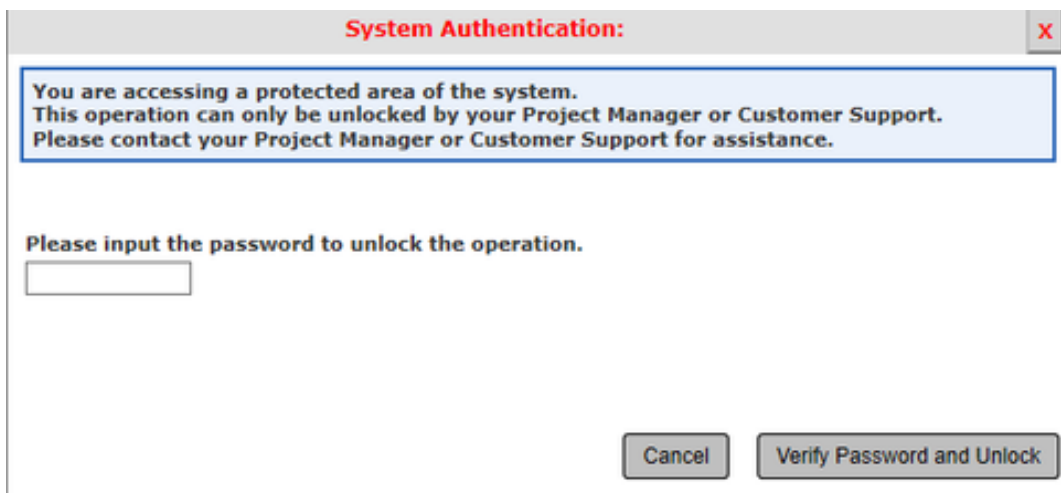 System Authentication:
X
You are accessing a protected area of the system.
This operation can only be unlocked by your Project Manager or Customer Support.
Please contact your Project Manager or Customer Support for assistance.
Please input the password to unlock the operation.
Cancel
Verify Password and Unlock